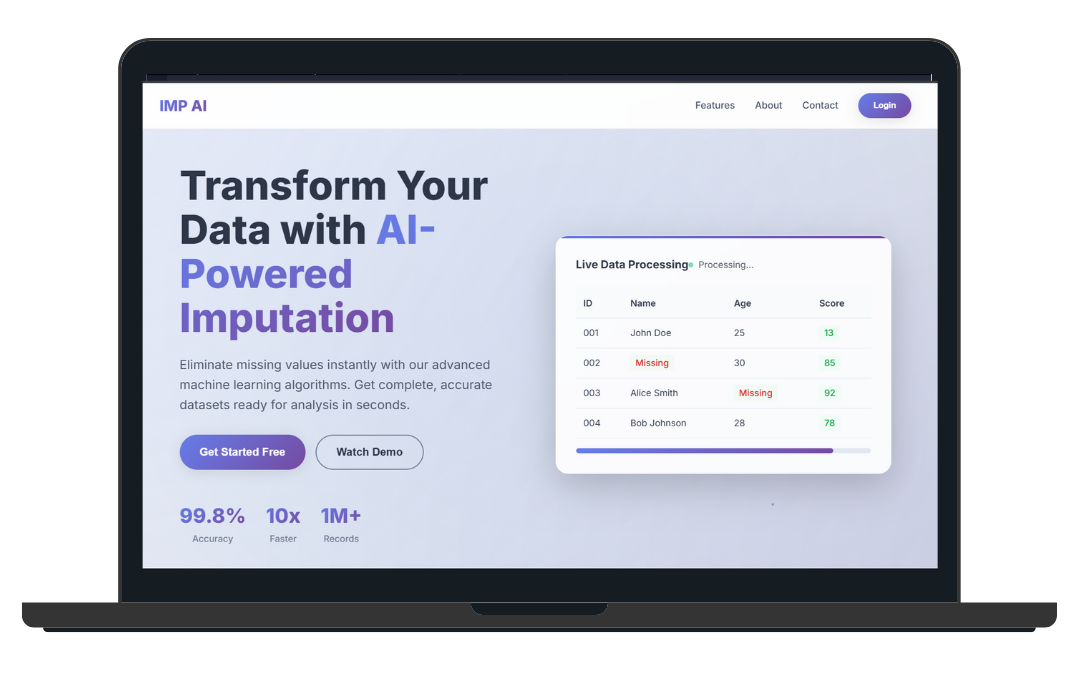 IMP AI
Features About Contact Login
Transform Your
Data with AI-
Powered
Imputation
Eliminate missing values instantly with our advanced
machine learning algorithms. Get complete, accurate
datasets ready for analysis in seconds.
Get Started Free Watch Demo
99.8% 10x 1M+
Accuracy Faster Records
Live Data Processing Processing...
ID Name Age Score
001 John Doe 25 13
002 Missing 30 85
003 Alice Smith Missing 92
004 Bob Johnson 28 78